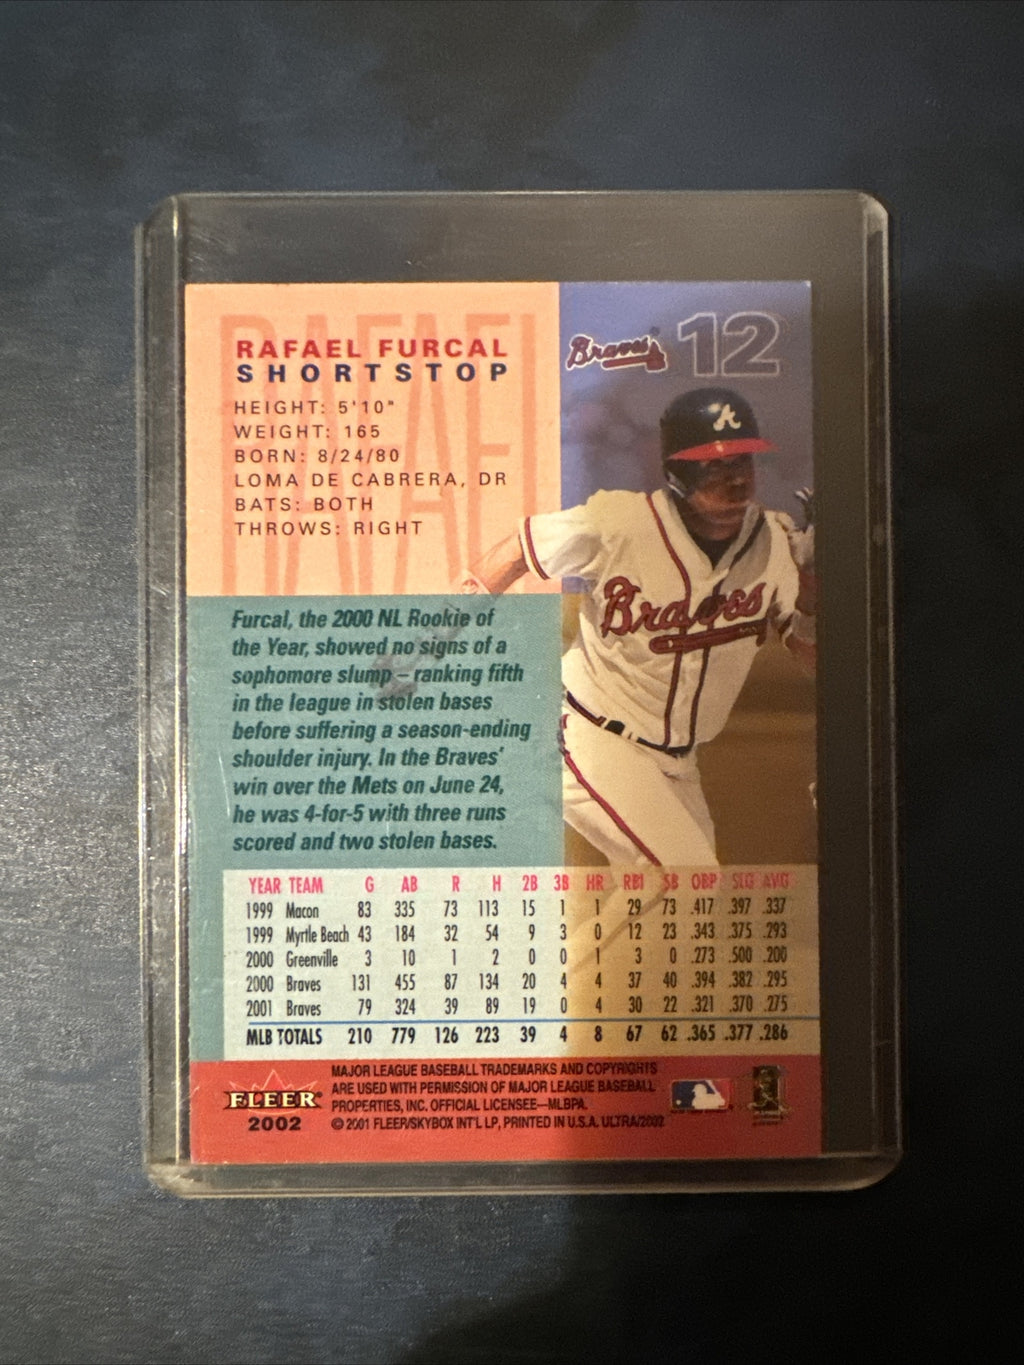 RAFAEL
RAFAEL FURCAL
SHORTSTOP
HEIGHT: 5'10"
WEIGHT: 165
BORN: 8/24/80
LOMA DE CABRERA, DR
BATS: BOTH
THROWS: RIGHT
Braves 12
A
Braves
Furcal, the 2000 NL Rookie of
the Year, showed no signs of a
sophomore slump – ranking fifth
in the league in stolen bases
before suffering a season-ending
shoulder injury. In the Braves'
win over the Mets on June 24,
he was 4-for-5 with three runs
scored and two stolen bases.
YEAR TEAM G AB R H 2B 3B HR RBI SB OBP SLG AVG
1999 Macon 83 335 73 113 15 1 1 29 73 .417 .397 .337
1999 Myrtle Beach 43 184 32 54 9 3 0 12 23 .343 .375 .293
2000 Greenville 3 10 1 2 0 0 1 3 0 .273 .500 .200
2000 Braves 131 455 87 134 20 4 4 37 40 .394 .382 .295
2001 Braves 79 324 39 89 19 0 4 30 22 .321 .370 .275
MLB TOTALS 210 779 126 223 39 4 8 67 62 .365 .377 .286
FLEER
2002
MAJOR LEAGUE BASEBALL TRADEMARKS AND COPYRIGHTS
ARE USED WITH PERMISSION OF MAJOR LEAGUE BASEBALL
PROPERTIES, INC. OFFICIAL LICENSEE—MLBPA.
© 2001 FLEER/SKYBOX INT'L LP, PRINTED IN U.S.A. ULTRA/2002